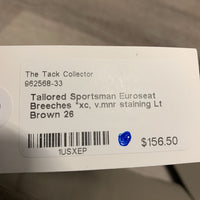 The Tack Collector
962568-33
Tailored Sportsman Euroseat
Breeches *xc, v.mnr staining Lt
Brown 26
1USXEP
$156.50